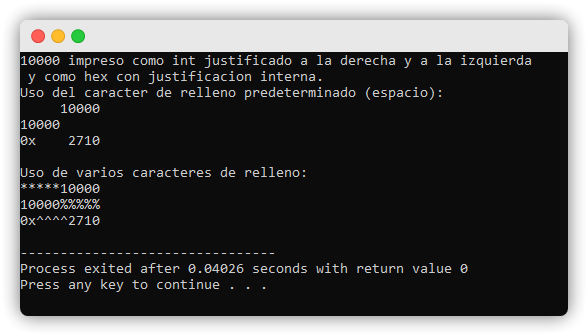 10000 impreso como int justificado a la derecha y a la izquierda
 y como hex con justificacion interna.
Uso del caracter de relleno predeterminado (espacio):
     10000
10000
0x    2710

Uso de varios caracteres de relleno:
*****10000
10000%%%%%
0x^^^^2710

--------------------------------
Process exited after 0.04026 seconds with return value 0
Press any key to continue . . .